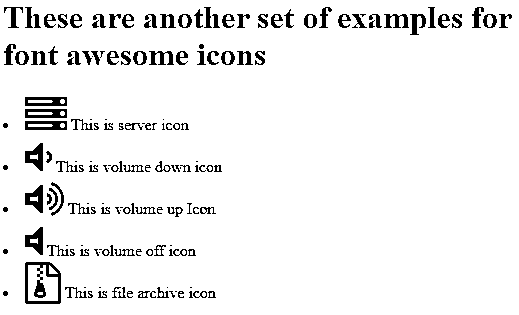 These are another set of examples for
font awesome icons
This is server icon
This is volume down icon
This is volume up Icon
This is volume off icon
This is file archive icon